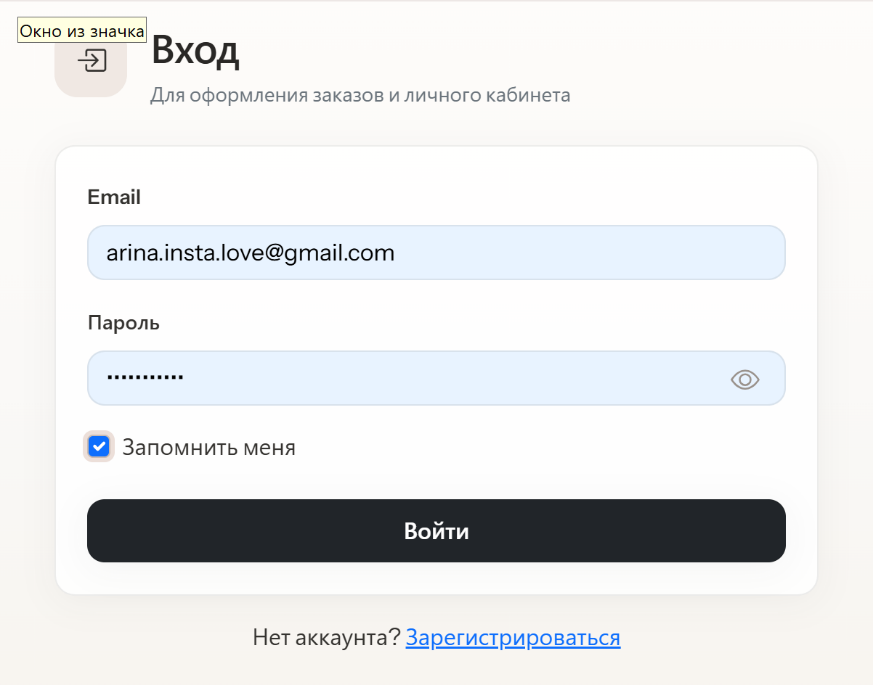 Окно из значка
Вход
Для оформления заказов и личного кабинета
Email
arina.insta.love@gmail.com
Пароль
•••••••••••
Запомнить меня
Войти
Нет аккаунта? Зарегистрироваться